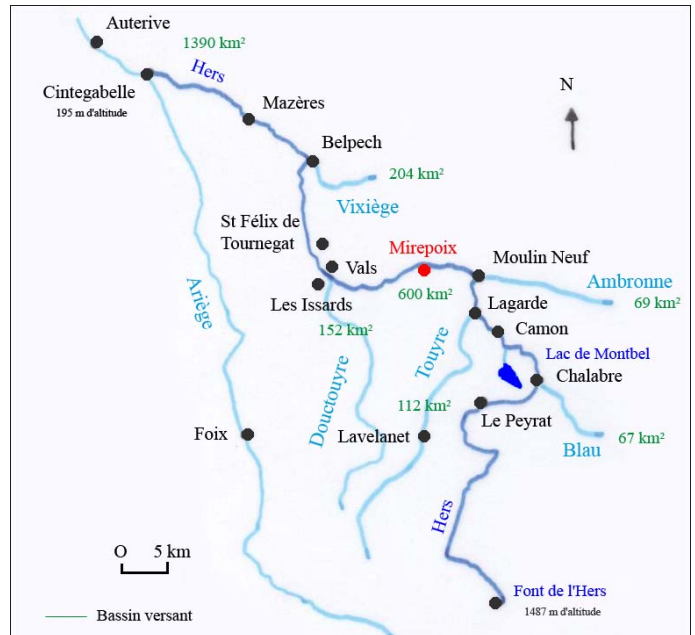 Auterive
1390 km²
Hers
Cintegabelle
195 m d'altitude
Mazères
N
Belpech
204 km²
Vixiège
St Félix de
Tournegat
Mirepoix
Vals
Moulin Neuf
Ambronne
Les Issards
600 km²
69 km²
Lagarde
Ariège
152 km²
Camon
Touyre
Lac de Montbel
Chalabre
Douctouyre
112 km²
Le Peyrat
Foix
Lavelanet
67 km²
Blau
Hers
O 5 km
Font de l'Hers
1487 m d'altitude
Bassin versant